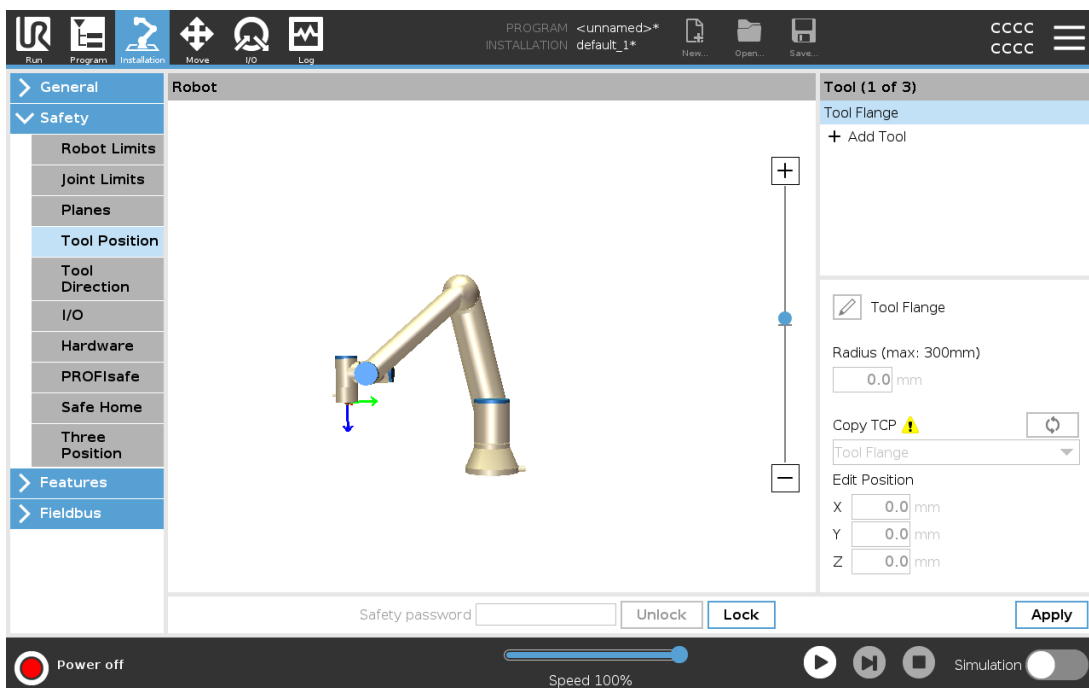 UR
PROGRAM <unnamed>*
INSTALLATION default_1*
CCCC
CCCC
Run
Program
Installation
Move
I/O
Log
New...
Open...
Save...
General
Safety
Robot Limits
Joint Limits
Planes
Tool Position
Tool
Direction
I/O
Hardware
PROFIsafe
Safe Home
Three
Position
Features
Fieldbus
Robot
+
−
Tool (1 of 3)
Tool Flange
+ Add Tool
Tool Flange
Radius (max: 300mm)
0.0 mm
Copy TCP
Tool Flange
Edit Position
X 0.0 mm
Y 0.0 mm
Z 0.0 mm
Safety password
Unlock
Lock
Apply
Power off
Speed 100%
Simulation